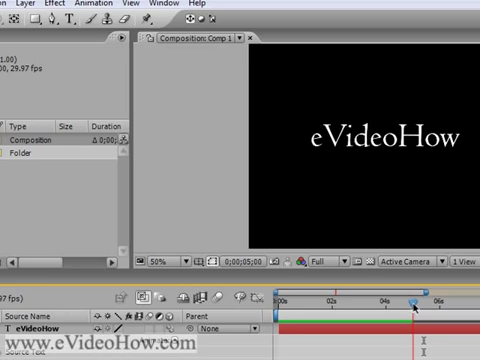 Layer Effect Animation View Window Help
Composition: Comp 1
1.00)
00, 29.97 fps
Type Size Duration
Composition 0;00;
Folder
eVideoHow
50% 0;00;05;00 Full Active Camera 1 View
97 fps)
:00s 02s 04s 06s
Source Name Parent
T eVideoHow None
Source Text
www.eVideoHow.com